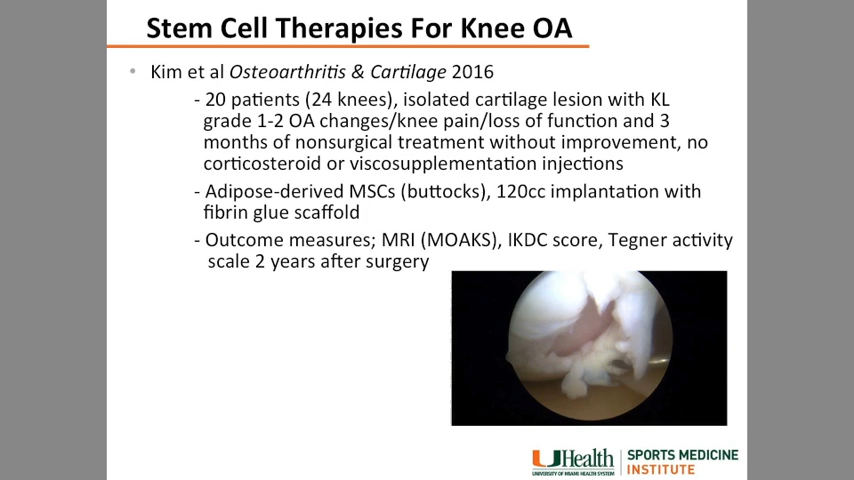 Stem Cell Therapies For Knee OA
• Kim et al Osteoarthritis & Cartilage 2016
- 20 patients (24 knees), isolated cartilage lesion with KL
grade 1-2 OA changes/knee pain/loss of function and 3
months of nonsurgical treatment without improvement, no
corticosteroid or viscosupplementation injections
- Adipose-derived MSCs (buttocks), 120cc implantation with
fibrin glue scaffold
- Outcome measures; MRI (MOAKS), IKDC score, Tegner activity
scale 2 years after surgery
UHealth
UNIVERSITY OF MIAMI HEALTH SYSTEM
SPORTS MEDICINE
INSTITUTE